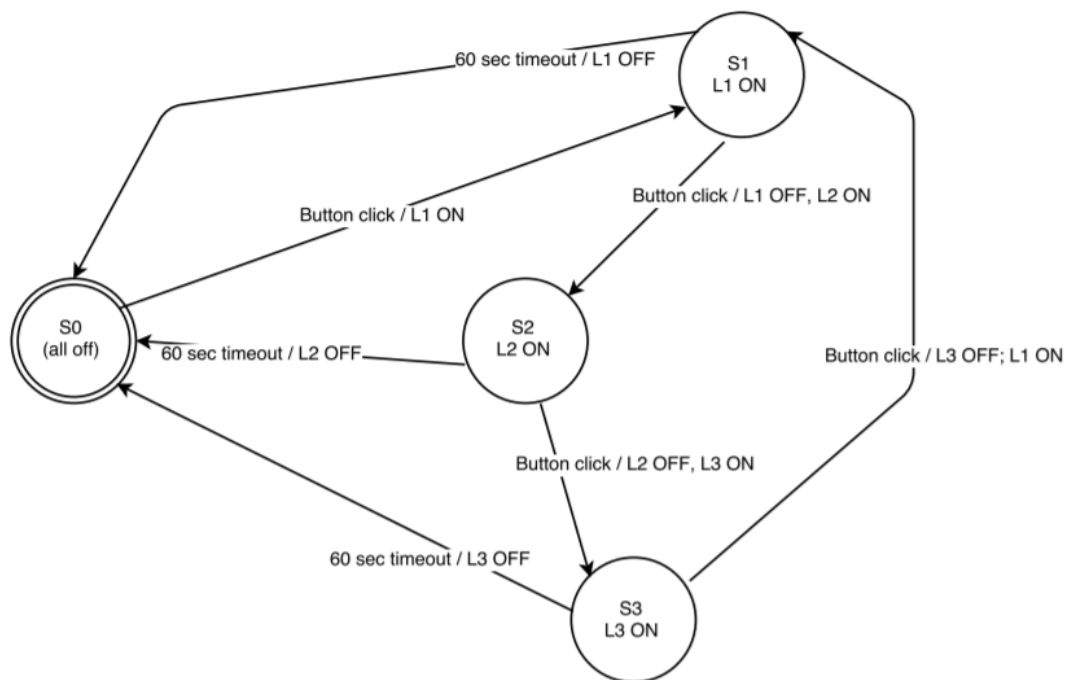 60 sec timeout / L1 OFF
S1
L1 ON
Button click / L1 OFF, L2 ON
Button click / L1 ON
S0
(all off)
S2
L2 ON
60 sec timeout / L2 OFF
Button click / L3 OFF; L1 ON
Button click / L2 OFF, L3 ON
60 sec timeout / L3 OFF
S3
L3 ON